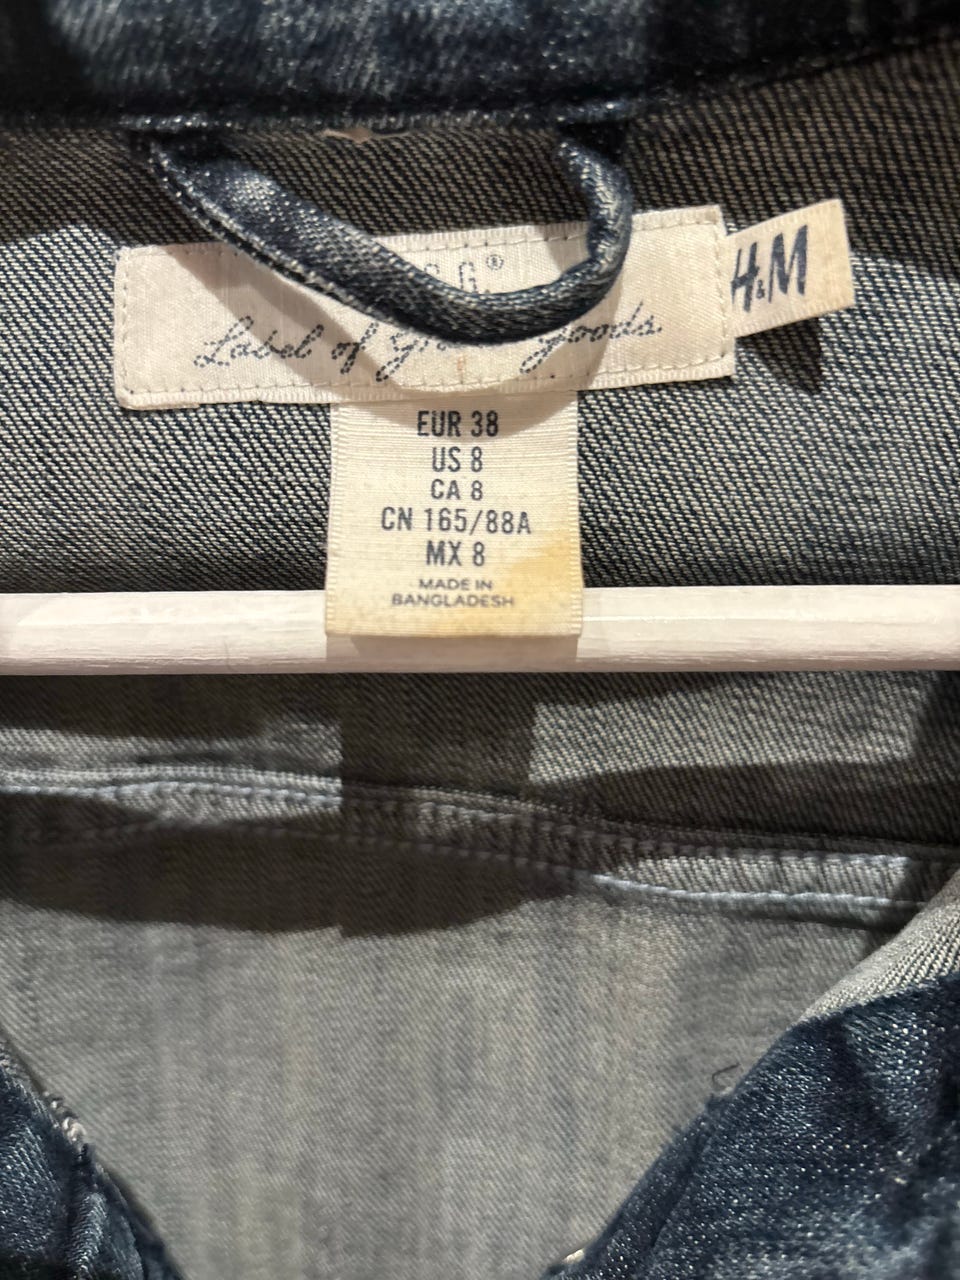 G.®
H&M
Label of goods
EUR 38
US 8
CA 8
CN 165/88A
MX 8
MADE IN
BANGLADESH